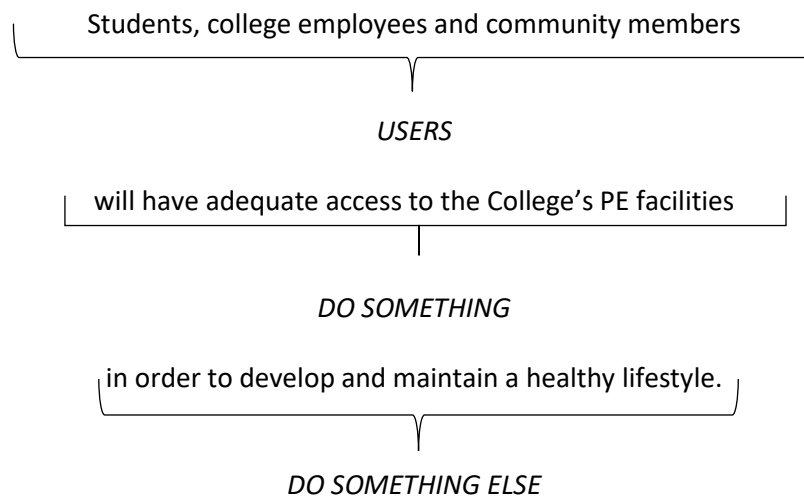 Students, college employees and community members
USERS
will have adequate access to the College’s PE facilities
DO SOMETHING
in order to develop and maintain a healthy lifestyle.
DO SOMETHING ELSE